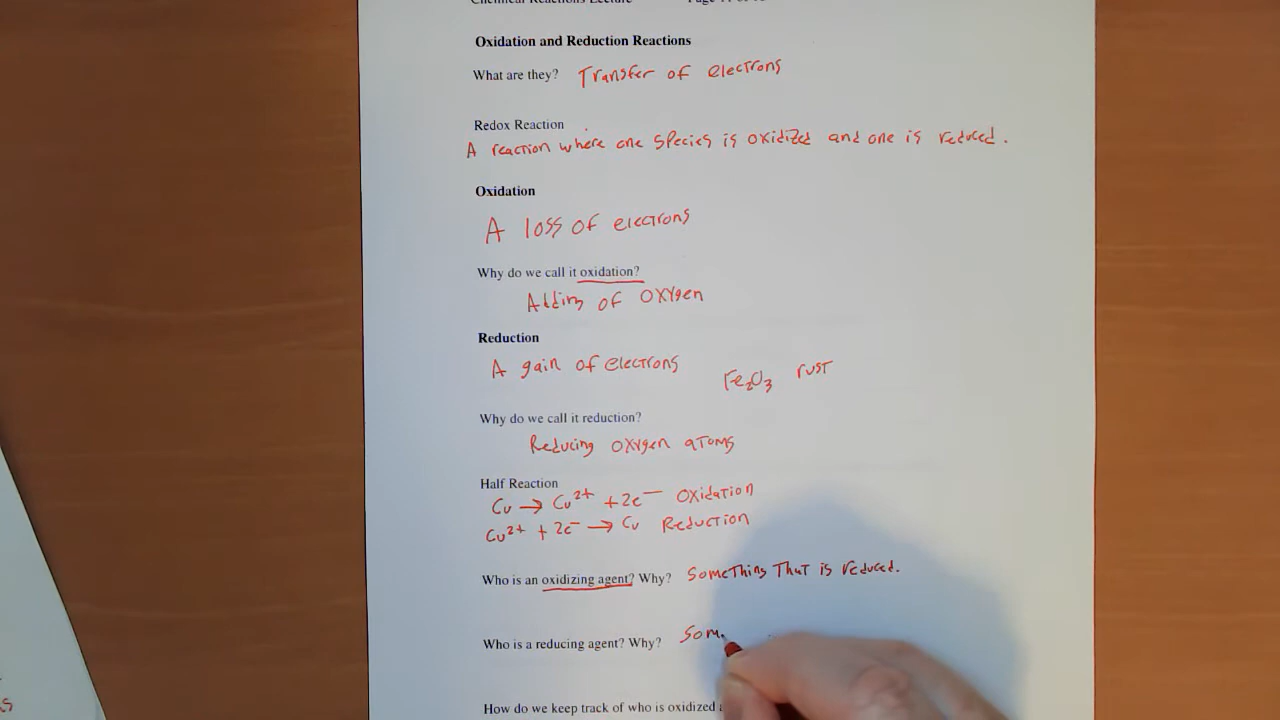 Chemical Reactions Lecture
Oxidation and Reduction Reactions
What are they? Transfer of electrons
Redox Reaction
A reaction where one species is oxidized and one is reduced.
Oxidation
A loss of electrons
Why do we call it oxidation?
Adding of oxygen
Reduction
A gain of electrons
Fe₂O₃ rust
Why do we call it reduction?
Reducing oxygen atoms
Half Reaction
Cu → Cu²⁺ + 2e⁻ Oxidation
Cu²⁺ + 2e⁻ → Cu Reduction
Who is an oxidizing agent? Why? Something That is reduced.
Who is a reducing agent? Why? Som
How do we keep track of who is oxidized